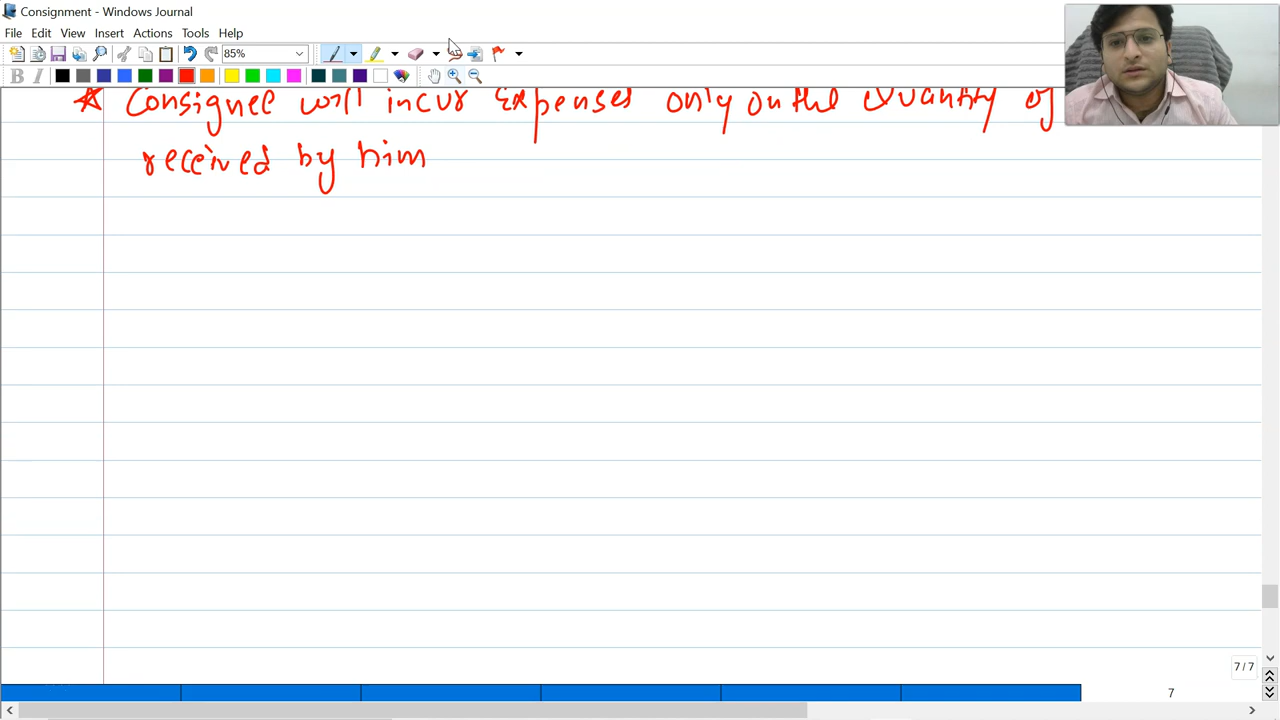 Consignment - Windows Journal
File Edit View Insert Actions Tools Help
85%
B I
Consignee will incur Expenses only on the Quantity of
received by him
7 / 7
7